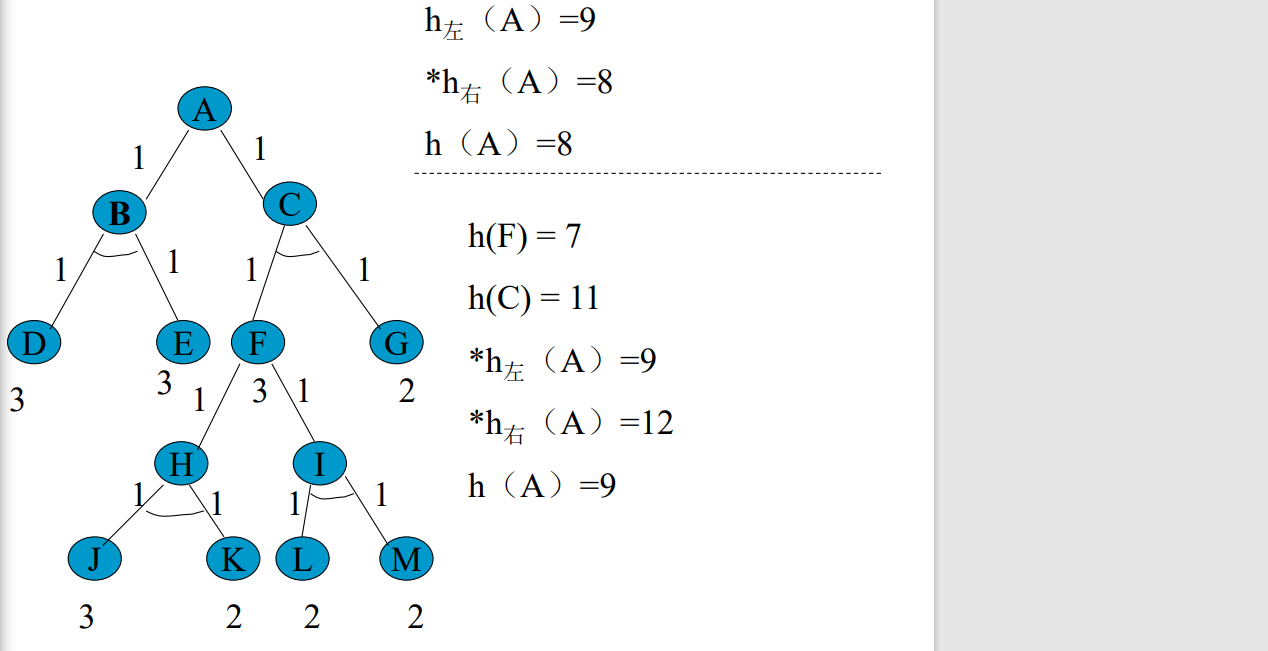 h左（A）=9
*h右（A）=8
h（A）=8
A
1
1
B
C
h(F) = 7
1
1
1
1
h(C) = 11
D
E
F
G
*h左（A）=9
3
3
1
3
1
2
*h右（A）=12
H
I
h（A）=9
1
1
1
1
J
K
L
M
3
2
2
2